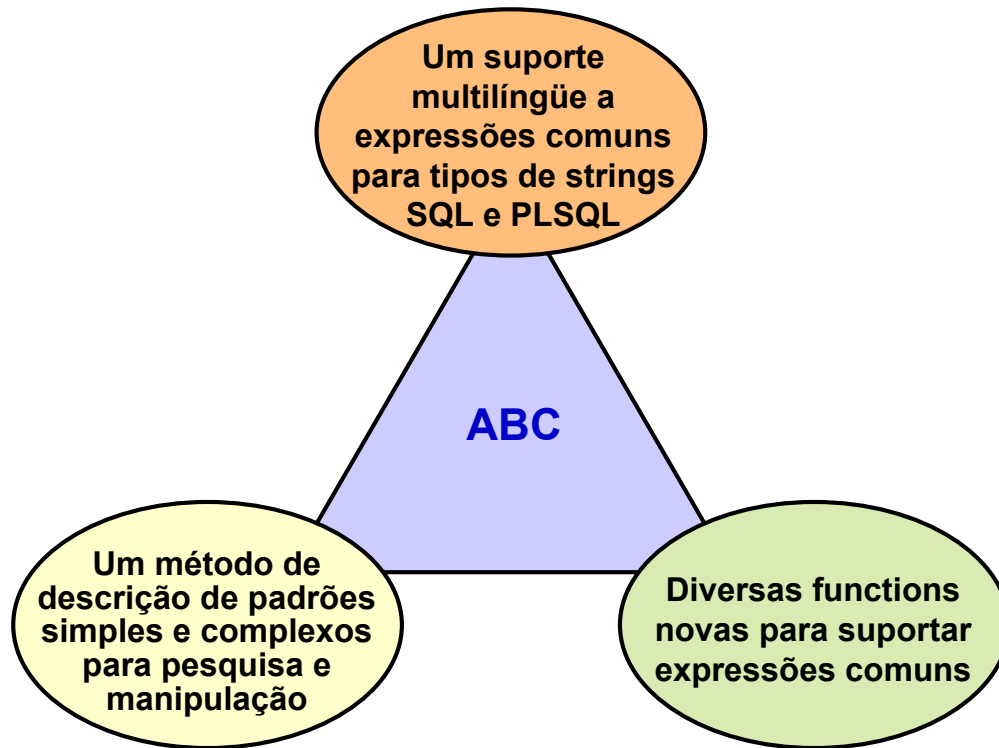 Um suporte
multilíngüe a
expressões comuns
para tipos de strings
SQL e PLSQL
ABC
Um método de
descrição de padrões
simples e complexos
para pesquisa e
manipulação
Diversas functions
novas para suportar
expressões comuns